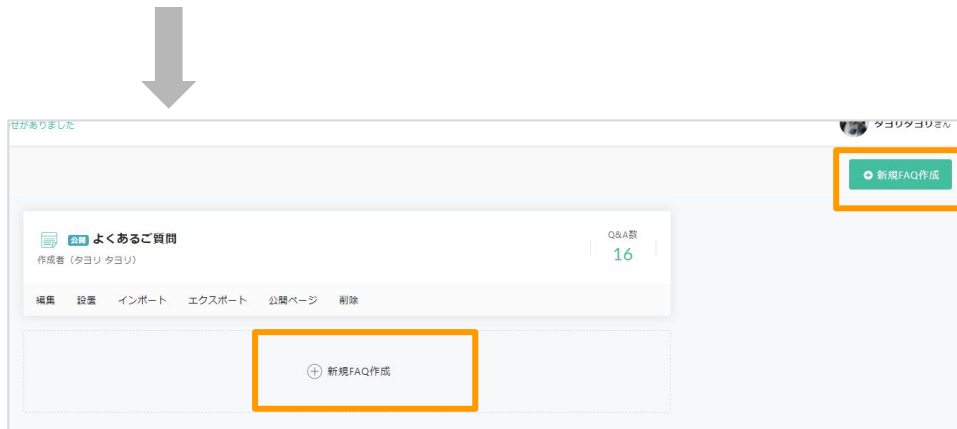 せがありました
タヨリタヨリさん
新規FAQ作成
公開 よくあるご質問
作成者（タヨリ タヨリ）
Q&A数
16
編集 設置 インポート エクスポート 公開ページ 削除
新規FAQ作成